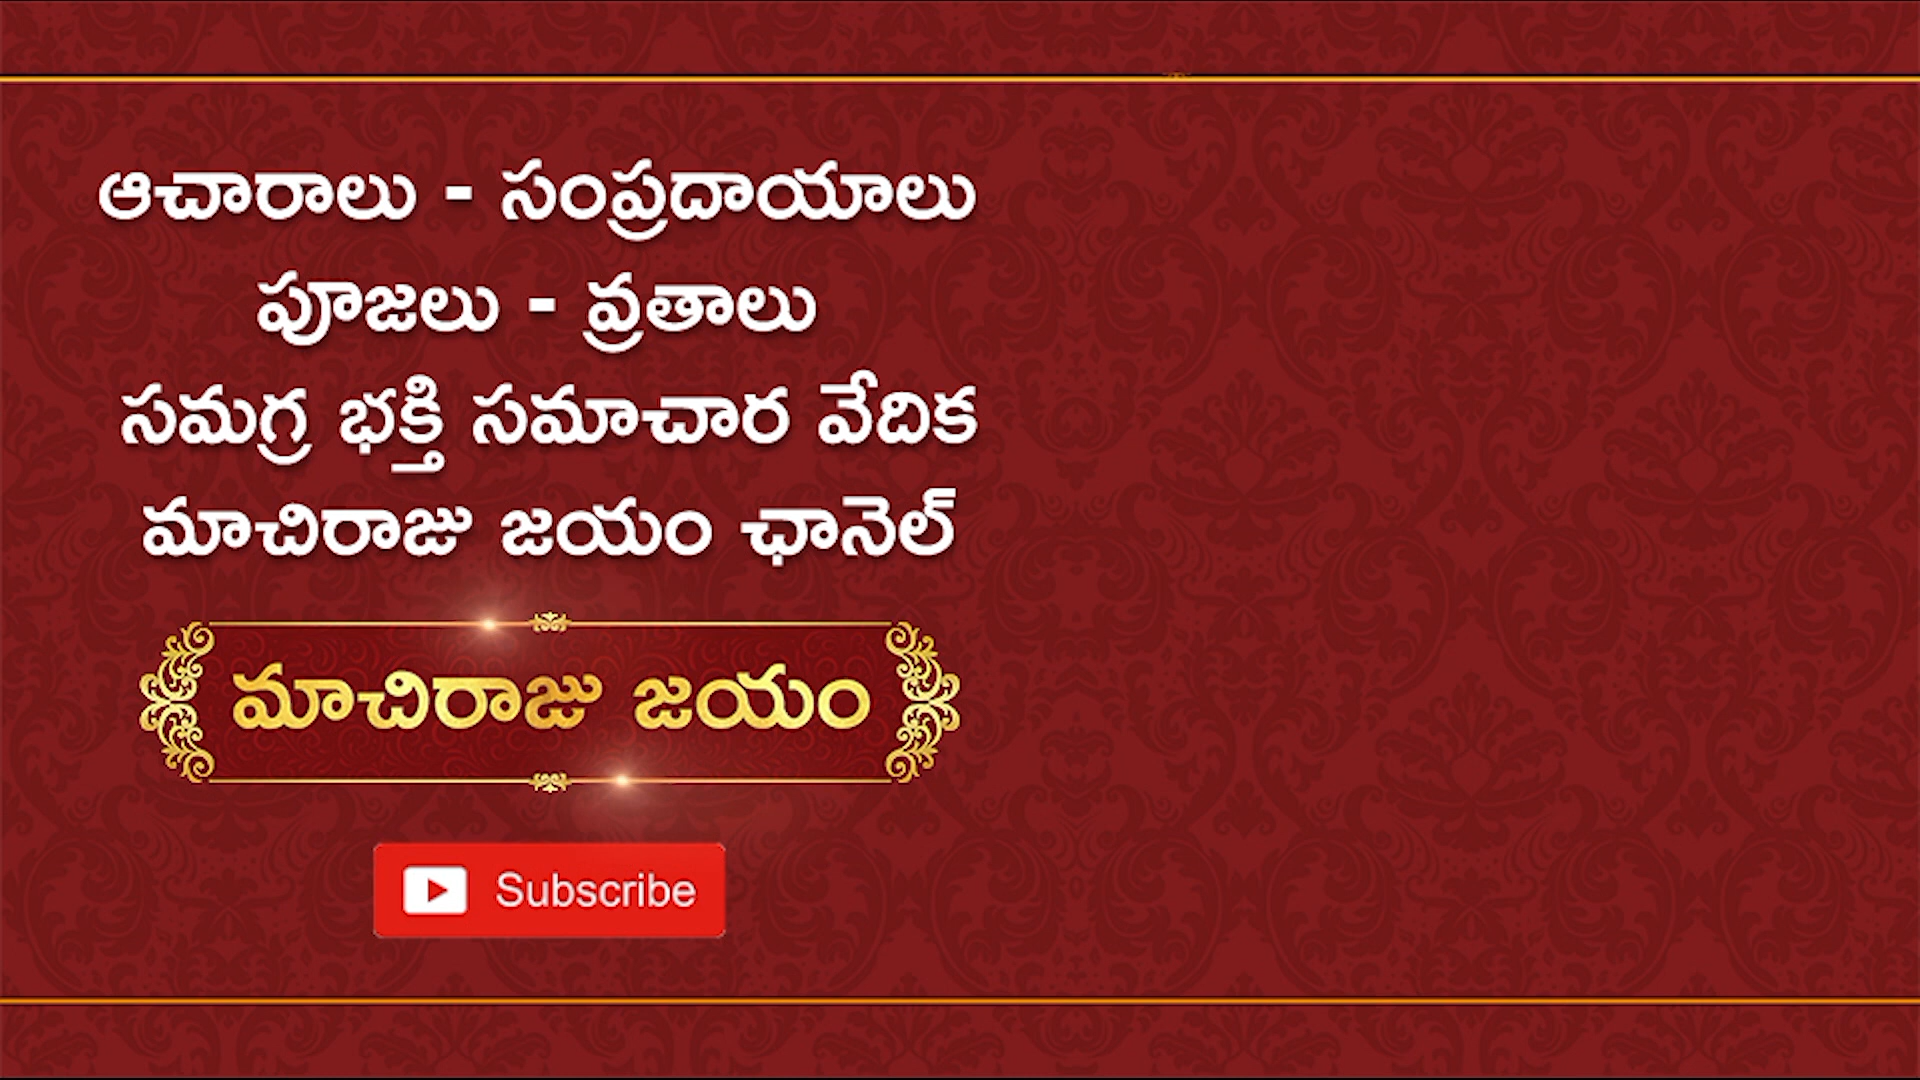 ఆచారాలు - సంప్రదాయాలు
పూజలు - వ్రతాలు
సమగ్ర భక్తి సమాచార వేదిక
మాచిరాజు జయం ఛానెల్
మాచిరాజు జయం
Subscribe